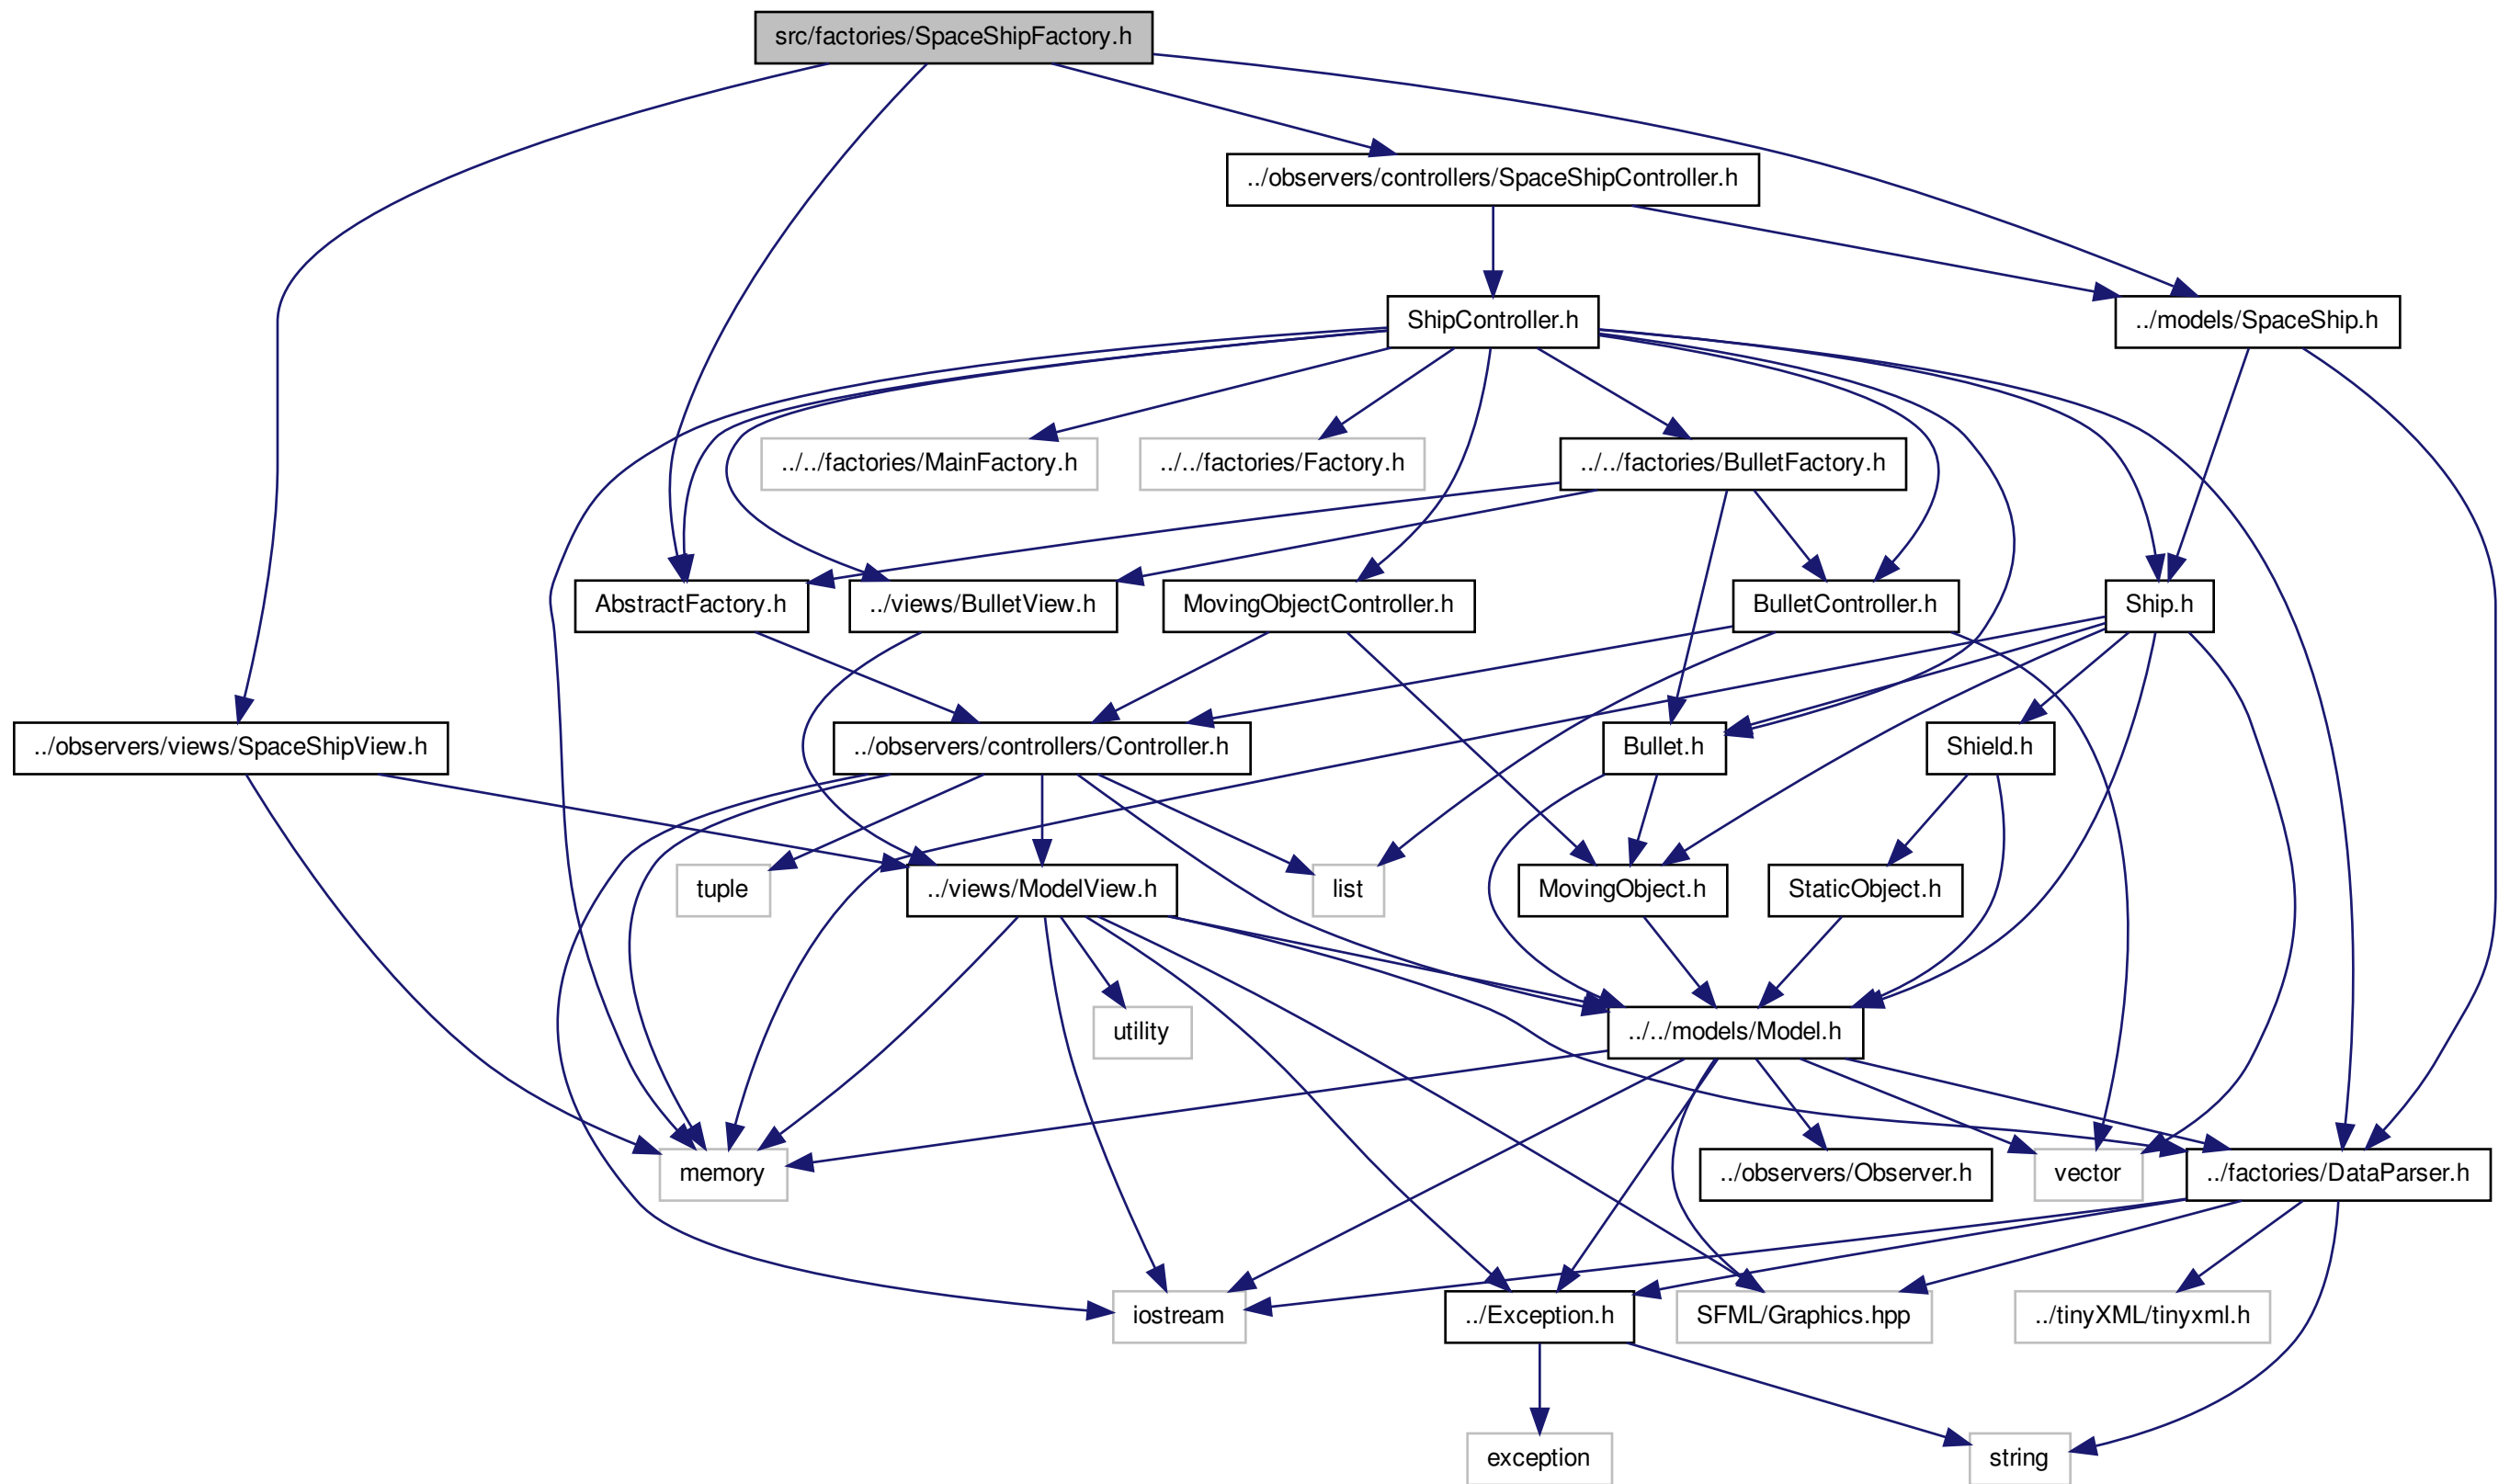 src/factories/SpaceShipFactory.h
../observers/controllers/SpaceShipController.h
ShipController.h
../models/SpaceShip.h
../../factories/MainFactory.h
../../factories/Factory.h
../../factories/BulletFactory.h
AbstractFactory.h
../views/BulletView.h
MovingObjectController.h
BulletController.h
Ship.h
../observers/views/SpaceShipView.h
../observers/controllers/Controller.h
Bullet.h
Shield.h
tuple
../views/ModelView.h
list
MovingObject.h
StaticObject.h
utility
../../models/Model.h
memory
../observers/Observer.h
vector
../factories/DataParser.h
iostream
../Exception.h
SFML/Graphics.hpp
../tinyXML/tinyxml.h
exception
string